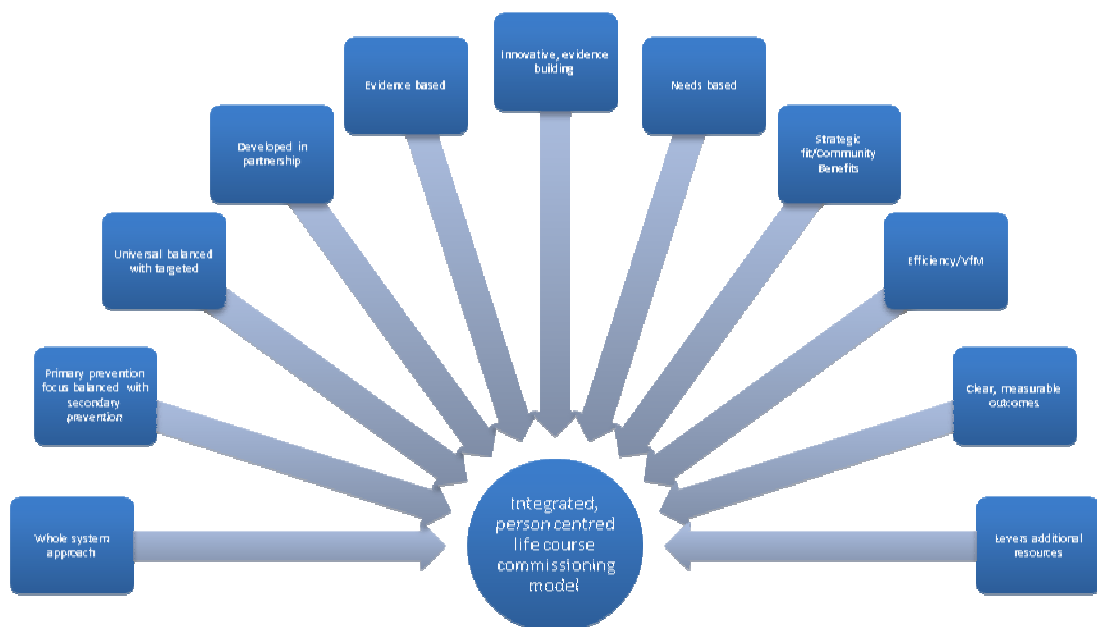 Innovative, evidence
building
Evidence based
Needs based
Developed in
partnership
Strategic
fit/Community
Benefits
Universal balanced
with targeted
Efficiency/VfM
Primary prevention
focus balanced with
secondary
prevention
Clear, measurable
outcomes
Whole system
approach
Integrated,
person centred
life course
commissioning
model
Levers additional
resources